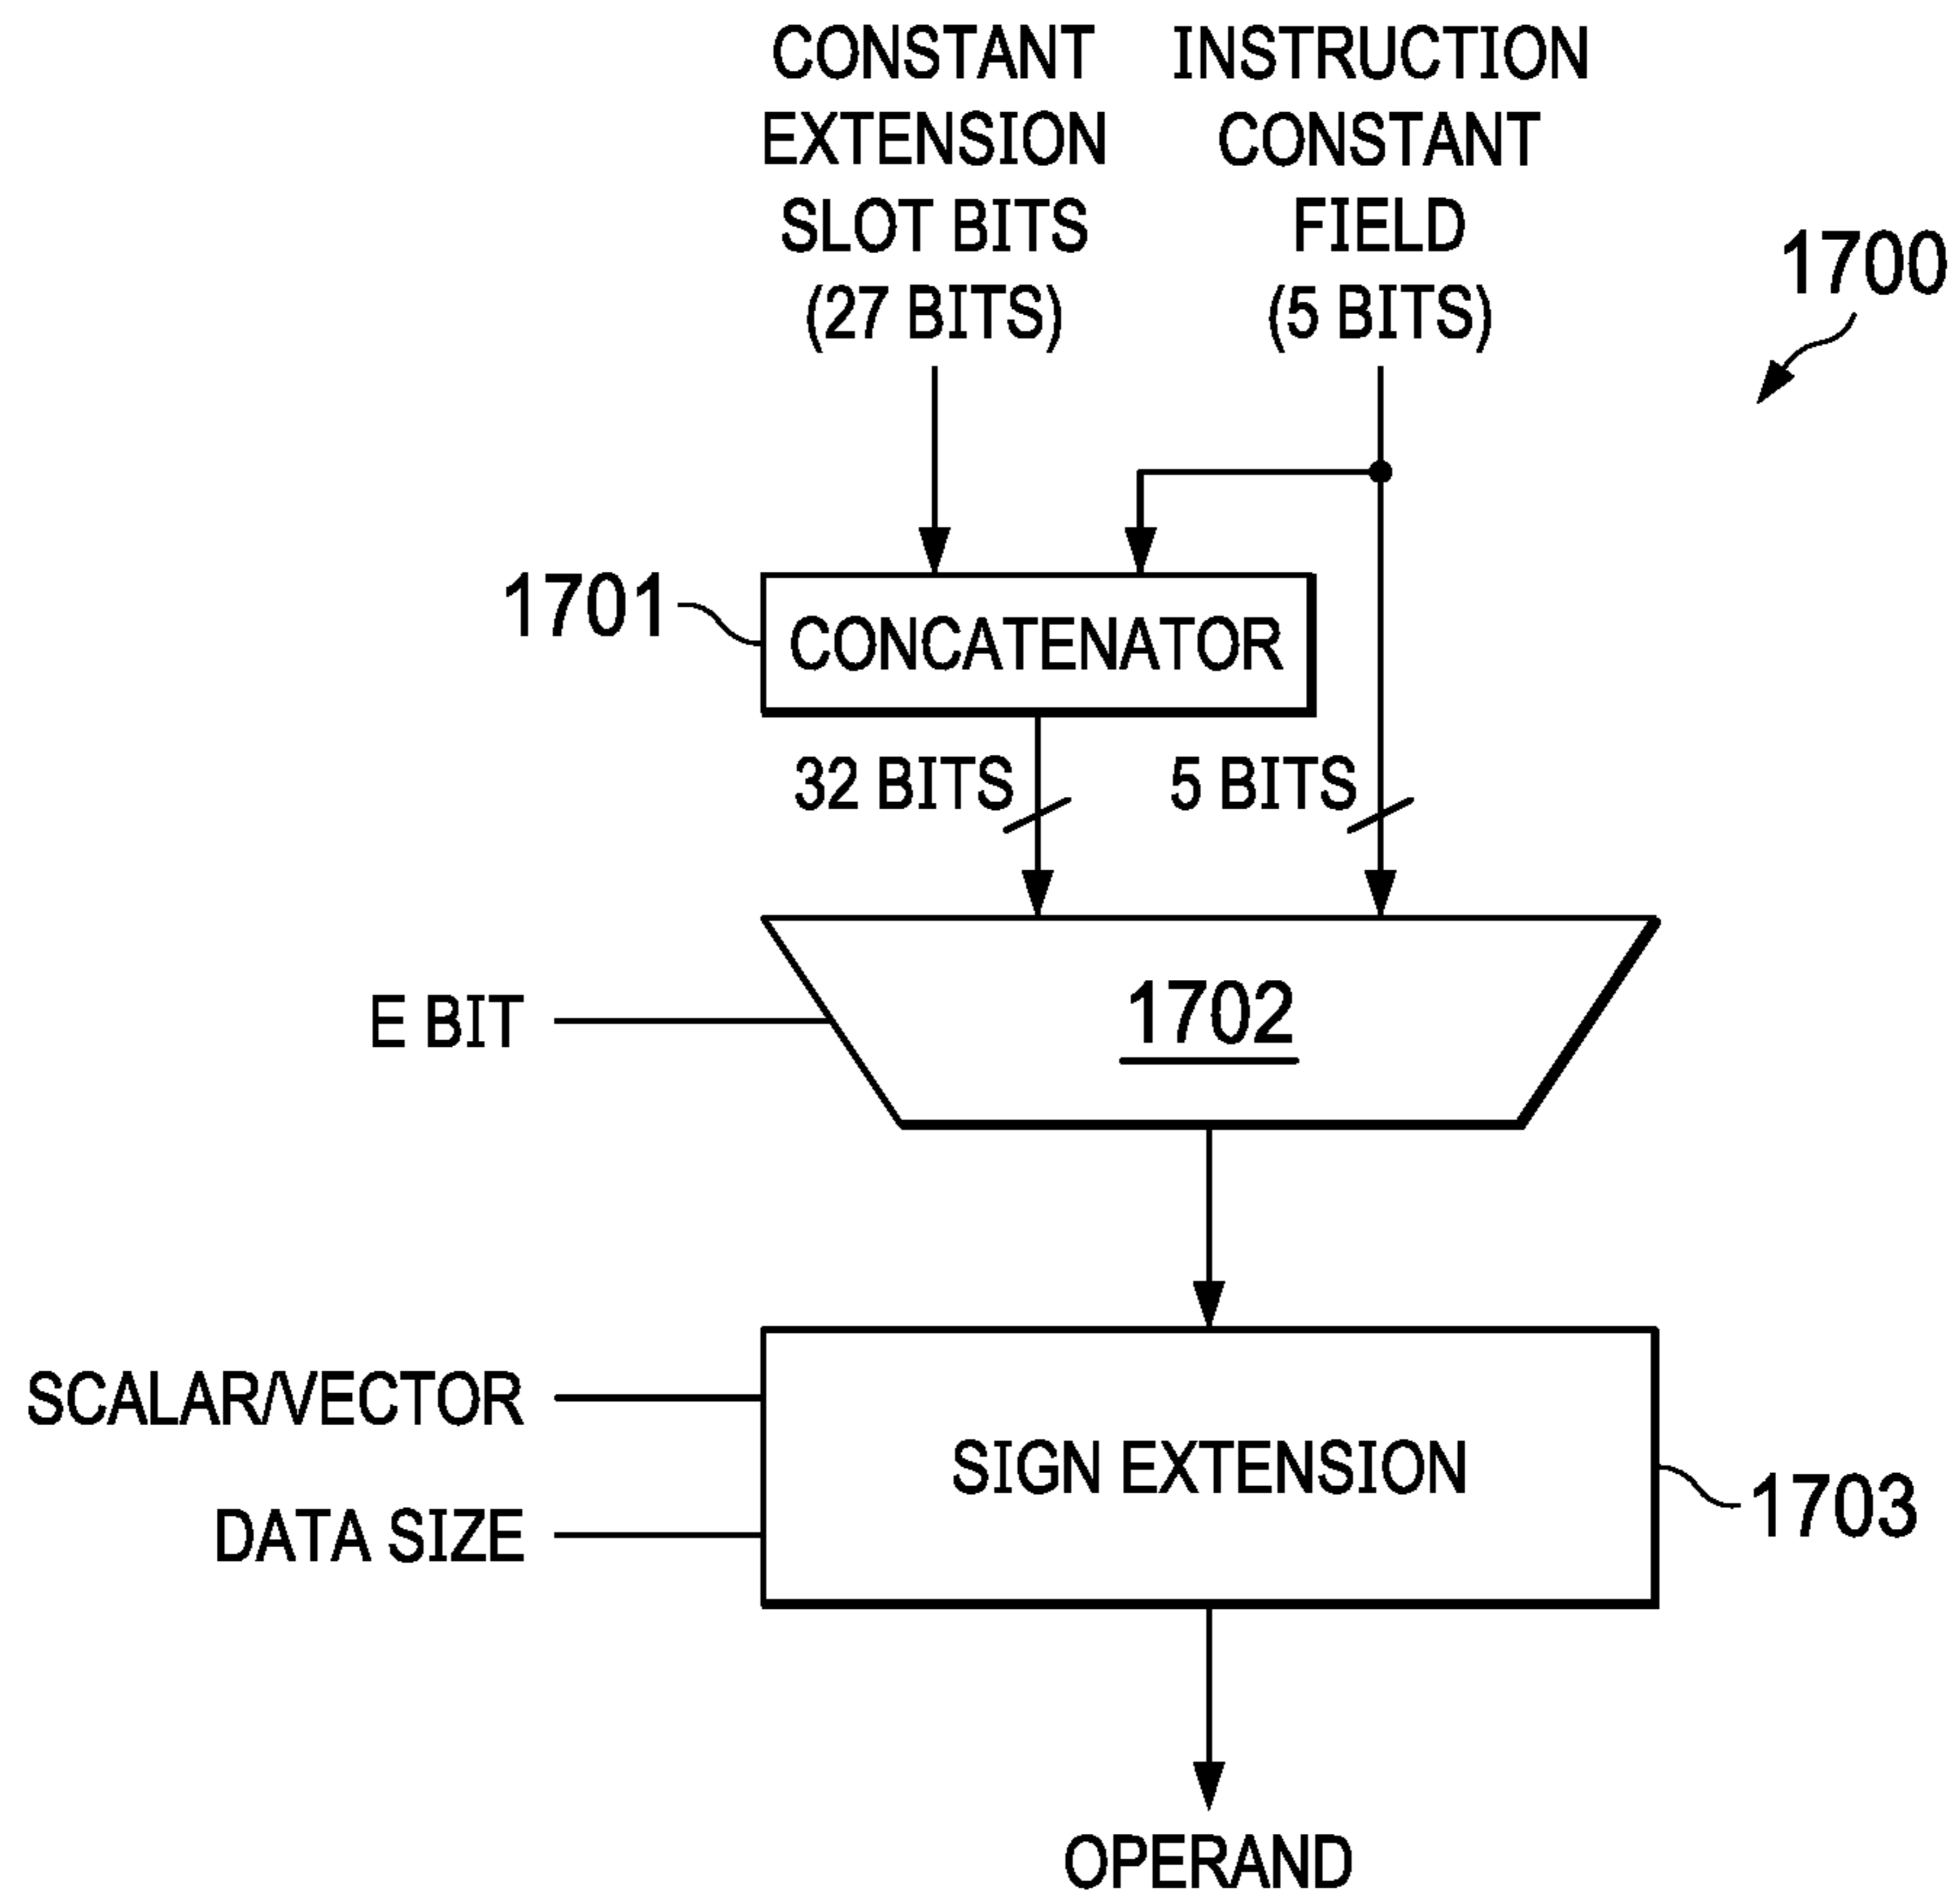 CONSTANT
EXTENSION
SLOT BITS
(27 BITS)
INSTRUCTION
CONSTANT
FIELD
(5 BITS)
1700
1701
CONCATENATOR
32 BITS
5 BITS
E BIT
1702
SCALAR/VECTOR
DATA SIZE
SIGN EXTENSION
1703
OPERAND